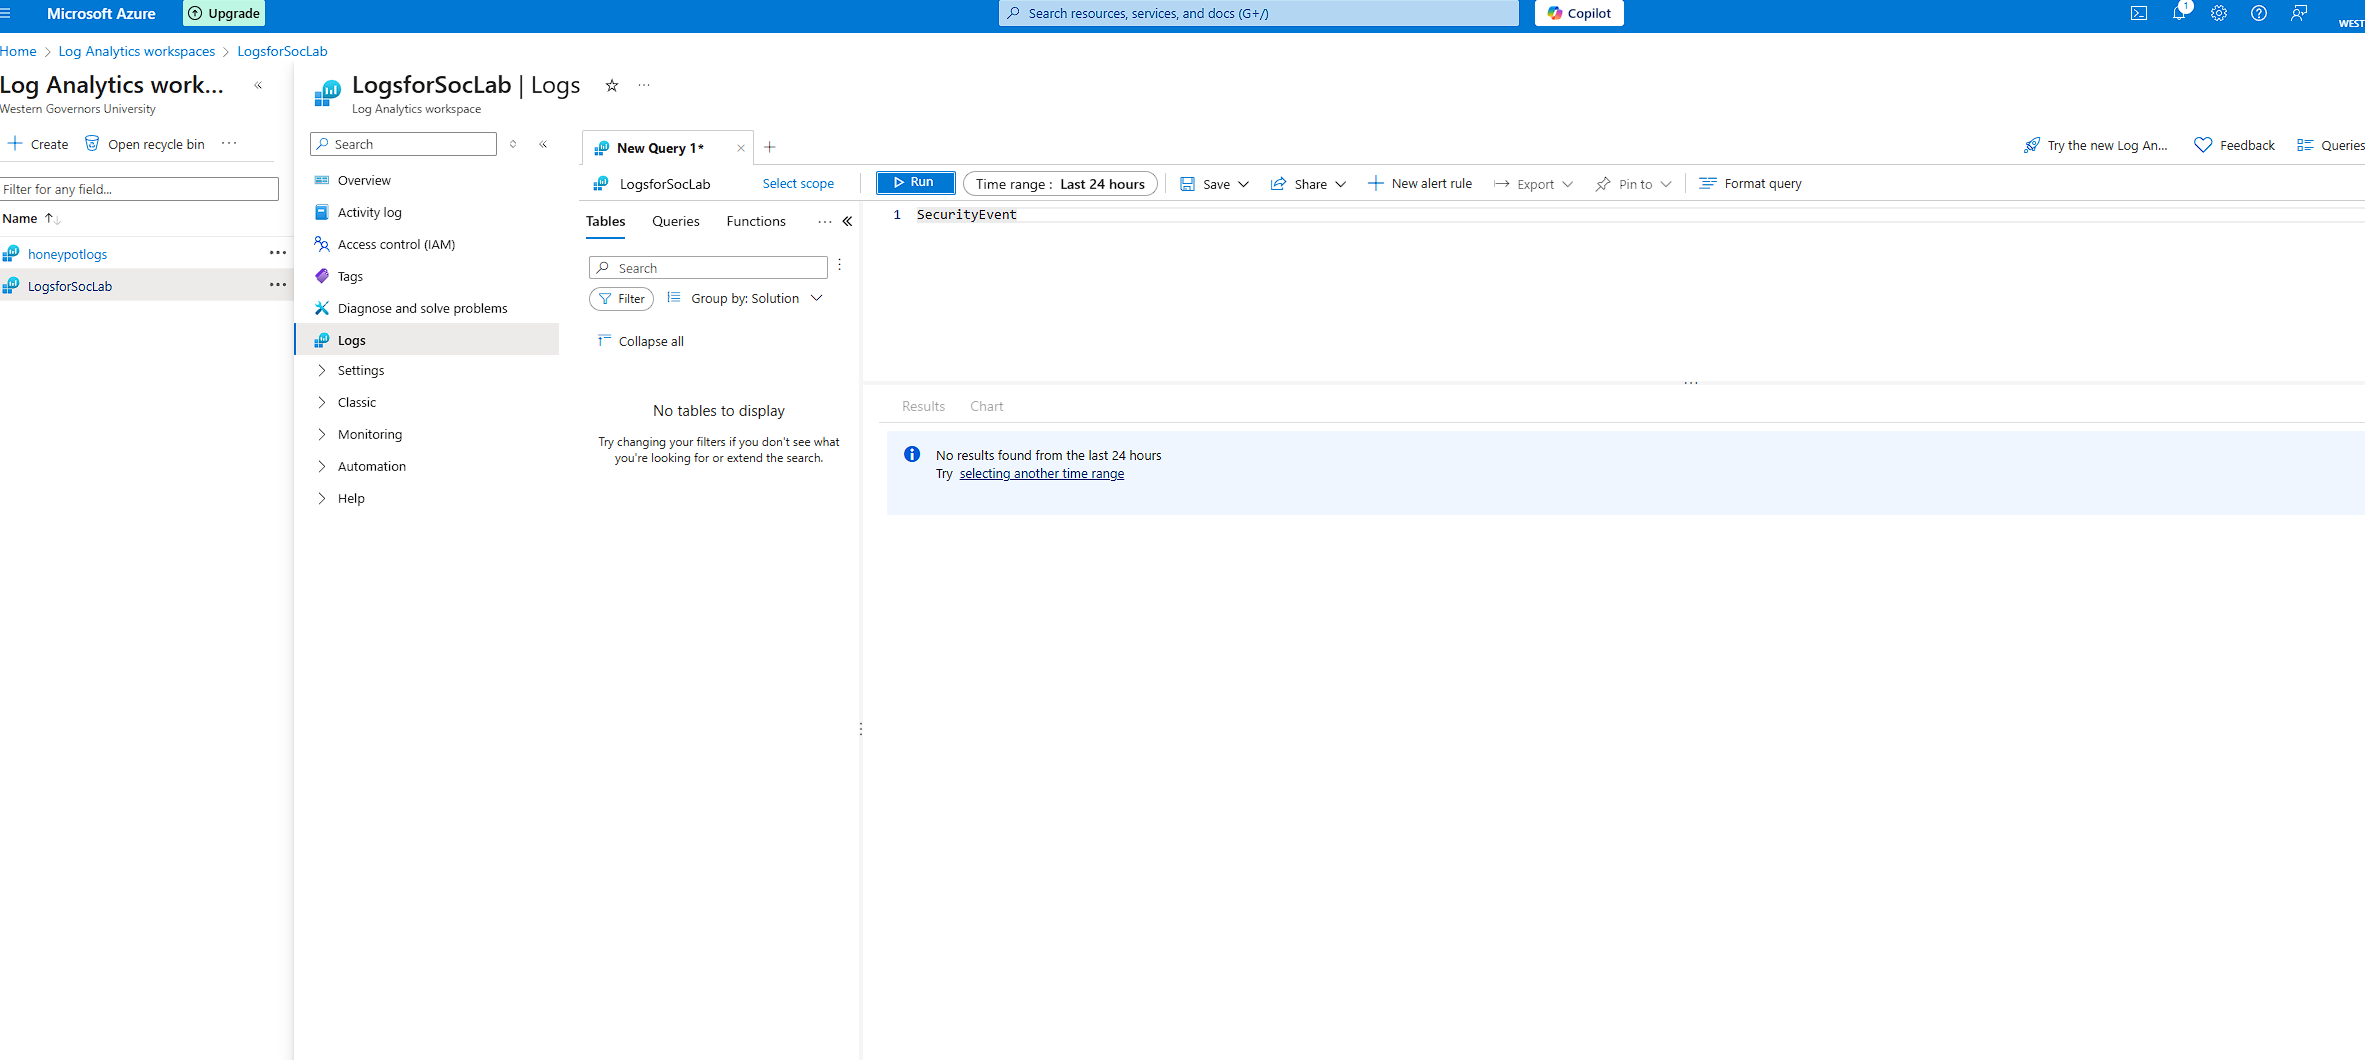 Microsoft Azure
Upgrade
Search resources, services, and docs (G+/)
Copilot
1
WEST
Home > Log Analytics workspaces > LogsforSocLab
Log Analytics work...
Western Governors University
Create
Open recycle bin
Filter for any field...
Name
honeypotlogs
LogsforSocLab
LogsforSocLab | Logs
Log Analytics workspace
Search
Overview
Activity log
Access control (IAM)
Tags
Diagnose and solve problems
Logs
Settings
Classic
Monitoring
Automation
Help
New Query 1*
Try the new Log An...
Feedback
Queries
LogsforSocLab
Select scope
Run
Time range : Last 24 hours
Save
Share
New alert rule
Export
Pin to
Format query
Tables
Queries
Functions
Search
Filter
Group by: Solution
Collapse all
No tables to display
Try changing your filters if you don't see what
you're looking for or extend the search.
1 SecurityEvent
Results
Chart
No results found from the last 24 hours
Try selecting another time range